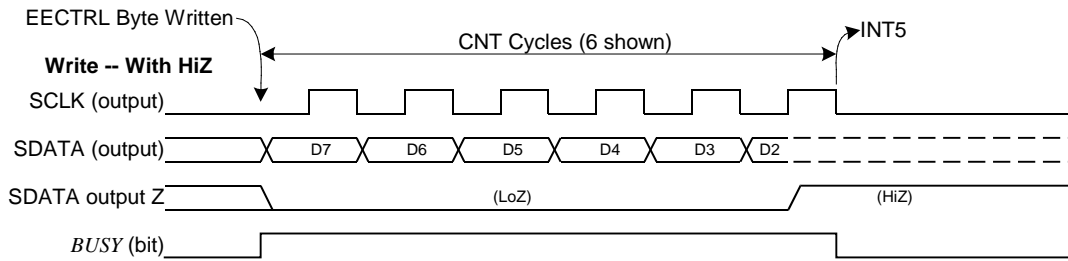 EECTRL Byte Written
CNT Cycles (6 shown)
INT5
Write -- With HiZ
SCLK (output)
SDATA (output) D7 D6 D5 D4 D3 D2
SDATA output Z (LoZ) (HiZ)
BUSY (bit)